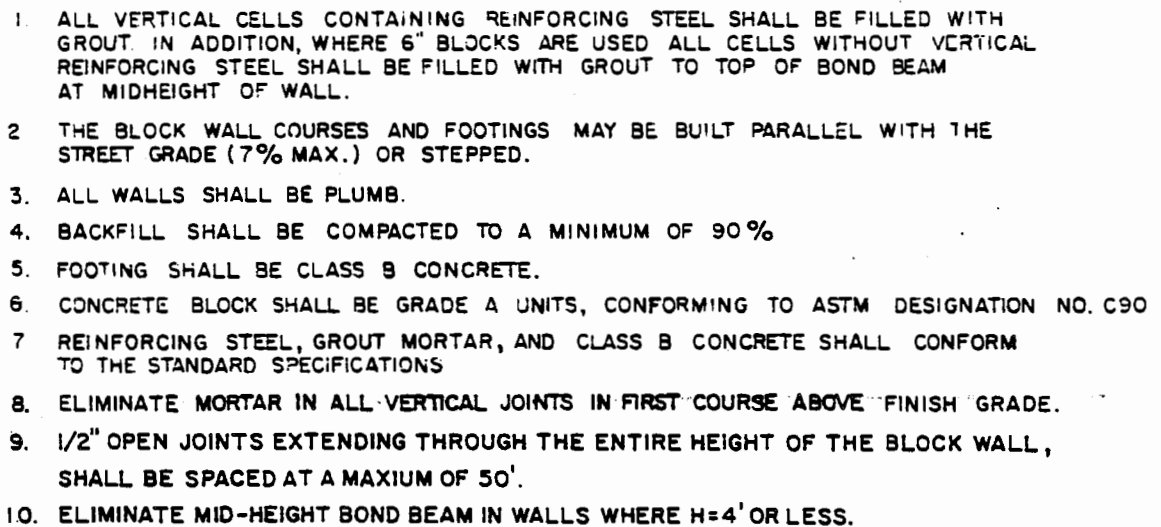 1. ALL VERTICAL CELLS CONTAINING REINFORCING STEEL SHALL BE FILLED WITH
GROUT. IN ADDITION, WHERE 6" BLOCKS ARE USED ALL CELLS WITHOUT VERTICAL
REINFORCING STEEL SHALL BE FILLED WITH GROUT TO TOP OF BOND BEAM
AT MIDHEIGHT OF WALL.
2 THE BLOCK WALL COURSES AND FOOTINGS MAY BE BUILT PARALLEL WITH THE
STREET GRADE (7% MAX.) OR STEPPED.
3. ALL WALLS SHALL BE PLUMB.
4. BACKFILL SHALL BE COMPACTED TO A MINIMUM OF 90%
5. FOOTING SHALL BE CLASS B CONCRETE.
6. CONCRETE BLOCK SHALL BE GRADE A UNITS, CONFORMING TO ASTM DESIGNATION NO. C90
7 REINFORCING STEEL, GROUT MORTAR, AND CLASS B CONCRETE SHALL CONFORM
TO THE STANDARD SPECIFICATIONS
8. ELIMINATE MORTAR IN ALL VERTICAL JOINTS IN FIRST COURSE ABOVE FINISH GRADE.
9. 1/2" OPEN JOINTS EXTENDING THROUGH THE ENTIRE HEIGHT OF THE BLOCK WALL,
SHALL BE SPACED AT A MAXIUM OF 50'.
10. ELIMINATE MID-HEIGHT BOND BEAM IN WALLS WHERE H=4' OR LESS.